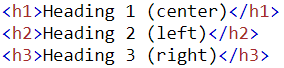 <h1>Heading 1 (center)</h1>
<h2>Heading 2 (left)</h2>
<h3>Heading 3 (right)</h3>